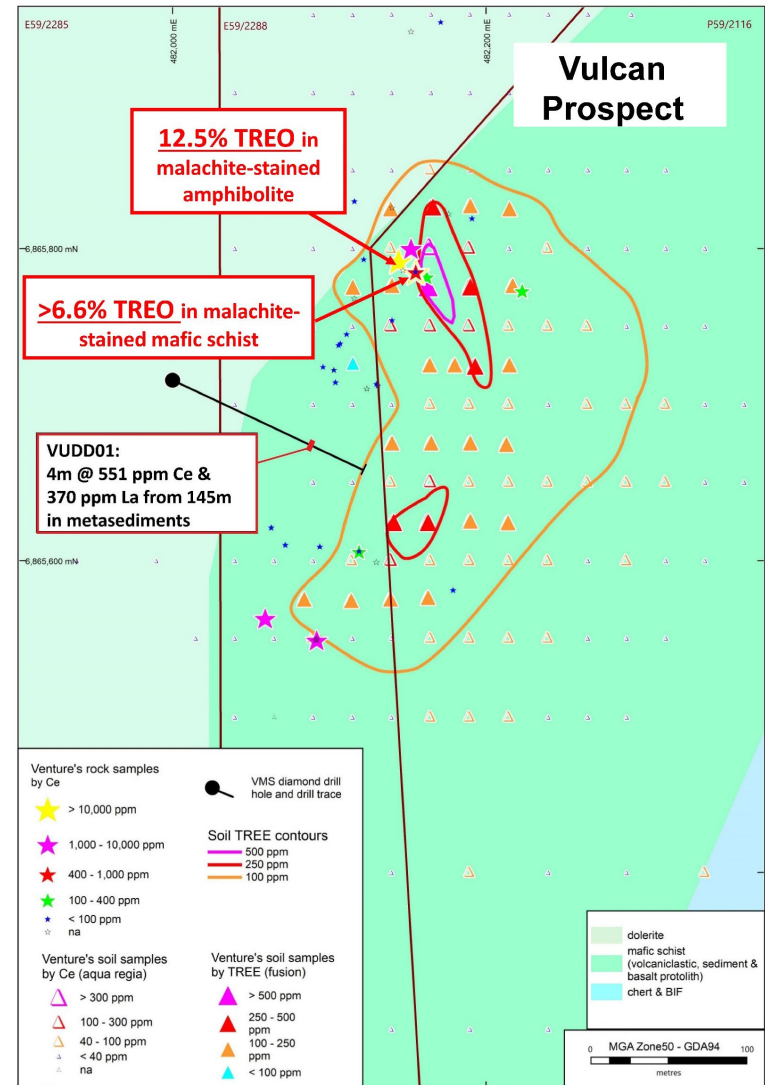 E59/2285
E59/2288
P59/2116
482,000 mE
482,200 mE
Vulcan
Prospect
12.5% TREO in
malachite-stained
amphibolite
6,865,800 mN
>6.6% TREO in malachite-
stained mafic schist
VUDD01:
4m @ 551 ppm Ce &
370 ppm La from 145m
in metasediments
6,865,600 mN
Venture's rock samples
by Ce
> 10,000 ppm
1,000 - 10,000 ppm
400 - 1,000 ppm
100 - 400 ppm
< 100 ppm
na
VMS diamond drill
hole and drill trace
Soil TREE contours
500 ppm
250 ppm
100 ppm
Venture's soil samples
by Ce (aqua regia)
> 300 ppm
100 - 300 ppm
40 - 100 ppm
< 40 ppm
na
Venture's soil samples
by TREE (fusion)
> 500 ppm
250 - 500
ppm
100 - 250
ppm
< 100 ppm
dolerite
mafic schist
(volcaniclastic, sediment &
basalt protolith)
chert & BIF
0 MGA Zone50 - GDA94 100
metres